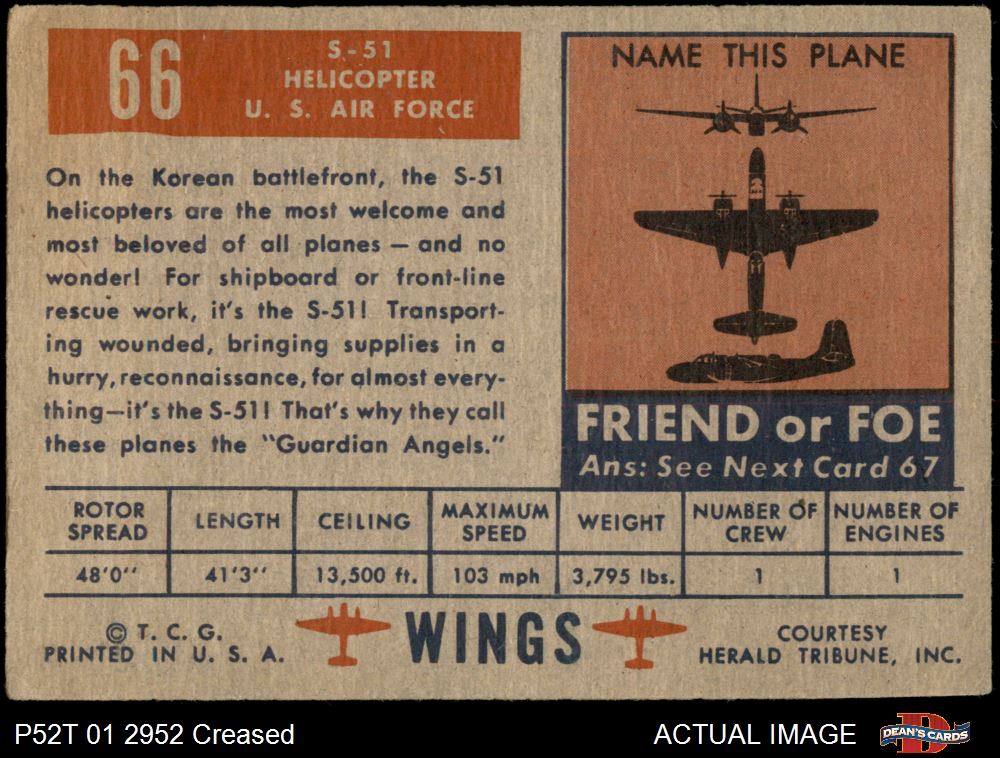 66
S-51
HELICOPTER
U. S. AIR FORCE
On the Korean battlefront, the S-51
helicopters are the most welcome and
most beloved of all planes — and no
wonder! For shipboard or front-line
rescue work, it's the S-51! Transport-
ing wounded, bringing supplies in a
hurry, reconnaissance, for almost every-
thing—it's the S-51! That's why they call
these planes the "Guardian Angels."
NAME THIS PLANE
FRIEND or FOE
Ans: See Next Card 67
ROTOR SPREAD LENGTH CEILING MAXIMUM SPEED WEIGHT NUMBER OF CREW NUMBER OF ENGINES
48'0'' 41'3'' 13,500 ft. 103 mph 3,795 lbs. 1 1
© T. C. G.
PRINTED IN U. S. A.
WINGS
COURTESY
HERALD TRIBUNE, INC.
P52T 01 2952 Creased
ACTUAL IMAGE
D
DEAN'S CARDS